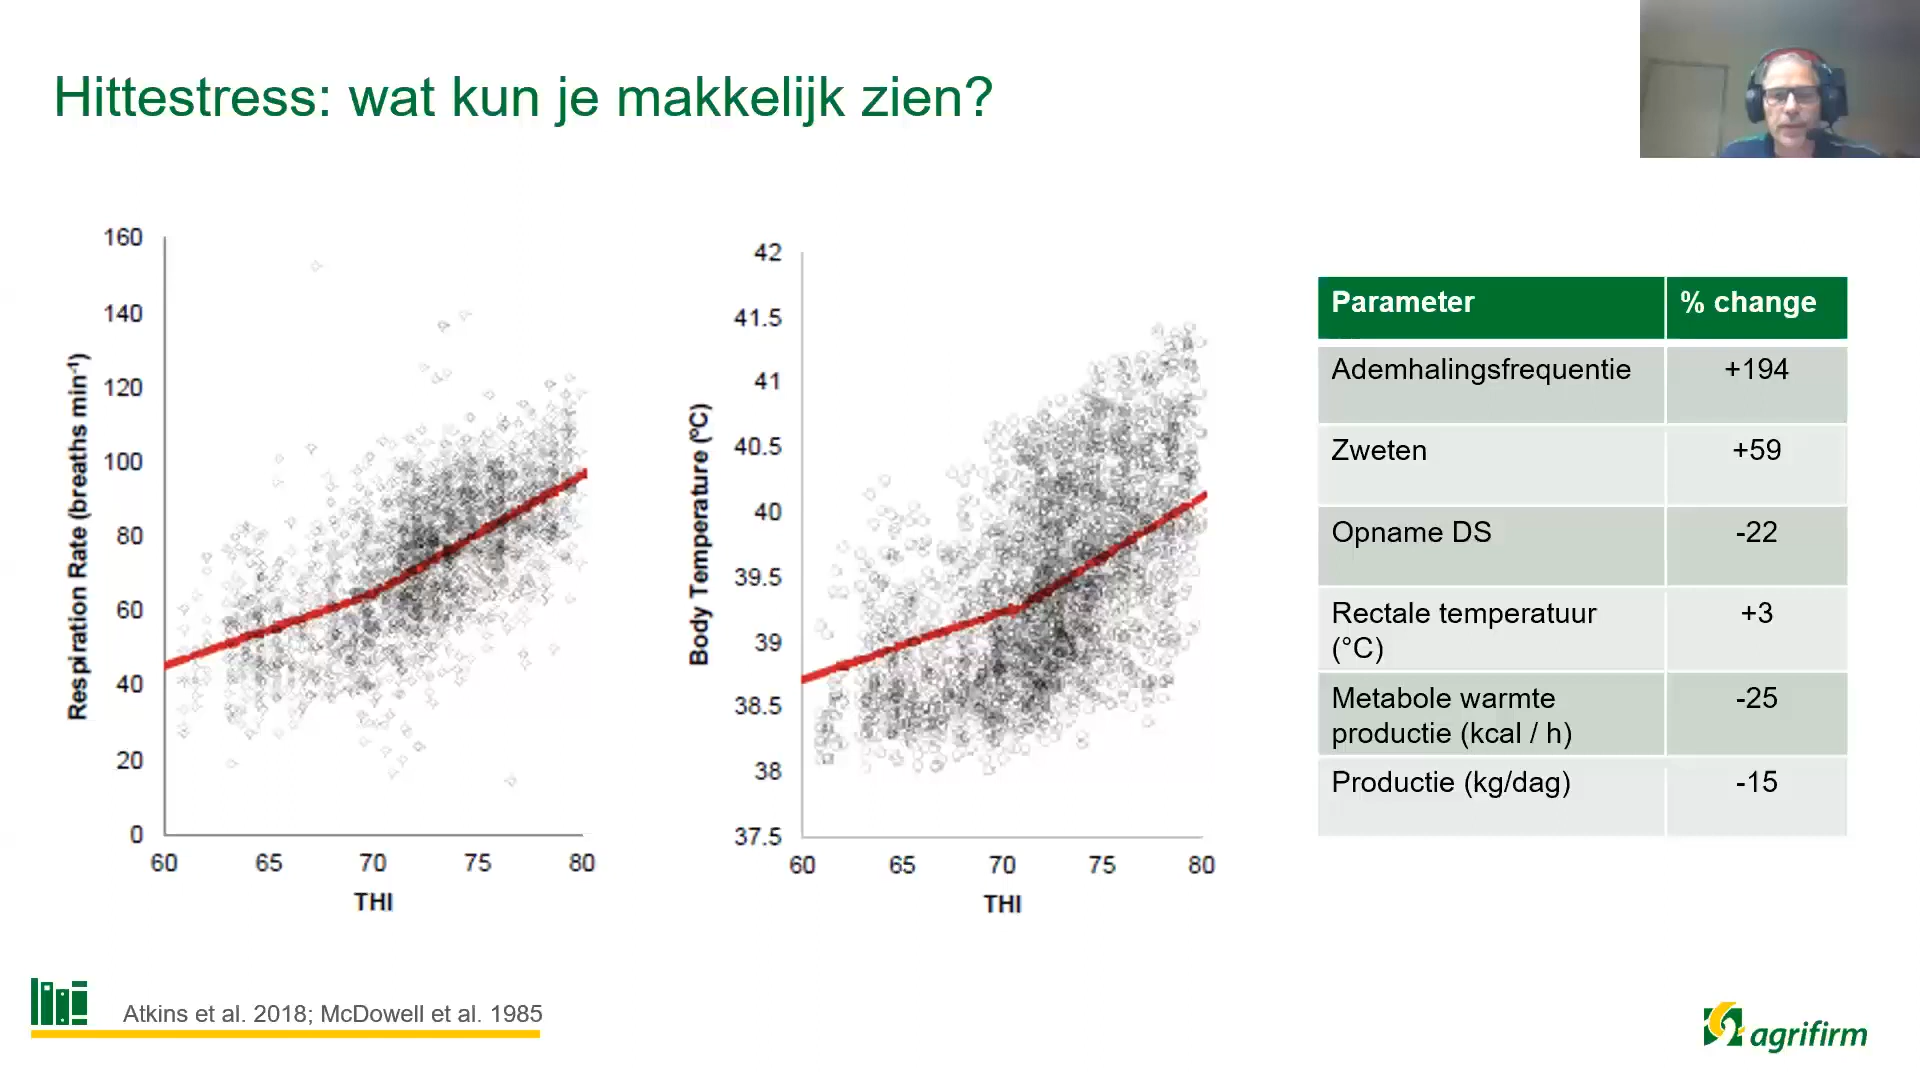 Hittestress: wat kun je makkelijk zien?
160
140
120
100
80
60
40
20
0
Respiration Rate (breaths min-1)
60 65 70 75 80
THI
42
41.5
41
40.5
40
39.5
39
38.5
38
37.5
Body Temperature (ºC)
60 65 70 75 80
THI
Parameter % change
Ademhalingsfrequentie +194
Zweten +59
Opname DS -22
Rectale temperatuur +3
(°C)
Metabole warmte -25
productie (kcal / h)
Productie (kg/dag) -15
Atkins et al. 2018; McDowell et al. 1985
agrifirm